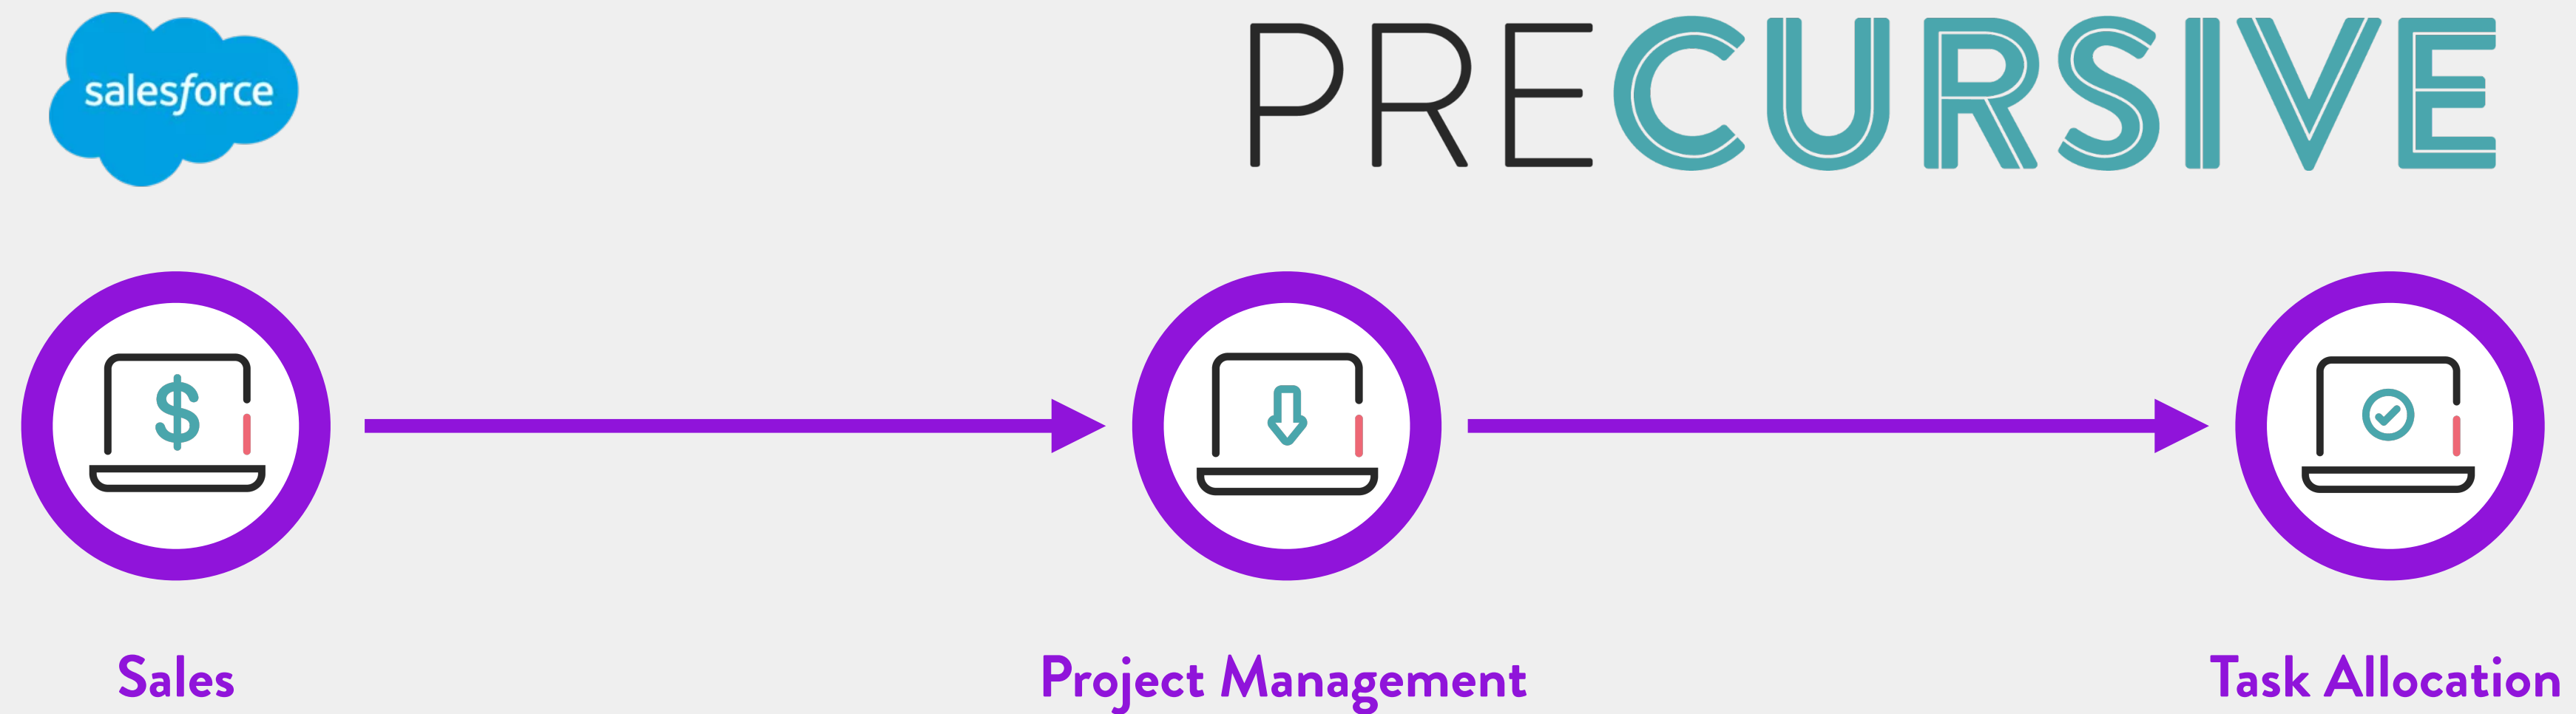 salesforce
PRECURSIVE
$
Sales
Project Management
Task Allocation